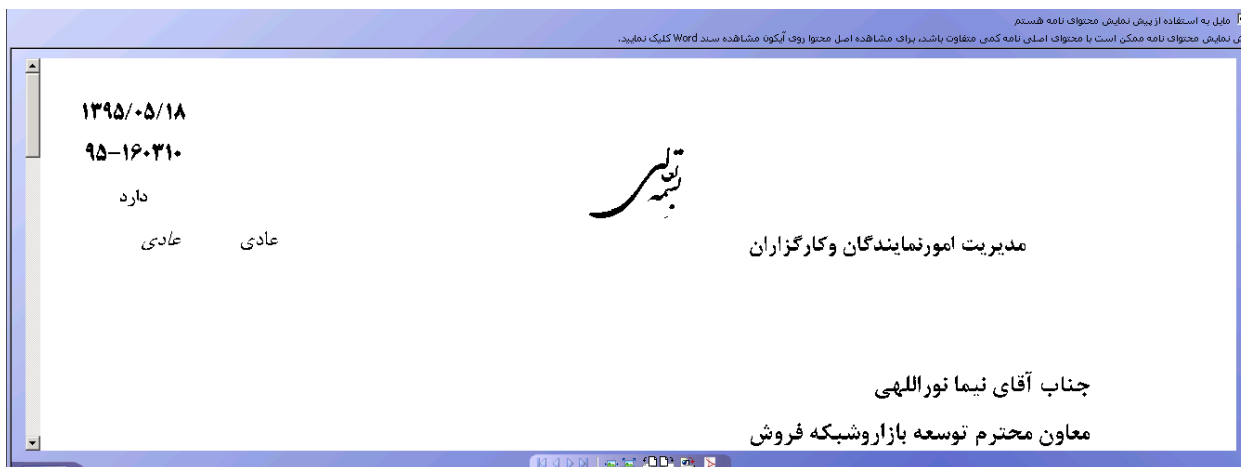 مایل به استفاده از پیش نمایش محتوای نامه هستم
نمایش محتوای نامه ممکن است با محتوای اصلی نامه کمی متفاوت باشد، برای مشاهده اصل محتوا روی آیکون مشاهده سند Word کلیک نمایید.
۱۳۹۵/۰۵/۱۸
۹۵-۱۶۰۳۱۰
بسمه تعالی
دارد
مدیریت امورنمایندگان وکارگزاران عادی عادی
جناب آقای نیما نوراللهی
معاون محترم توسعه بازاروشبکه فروش